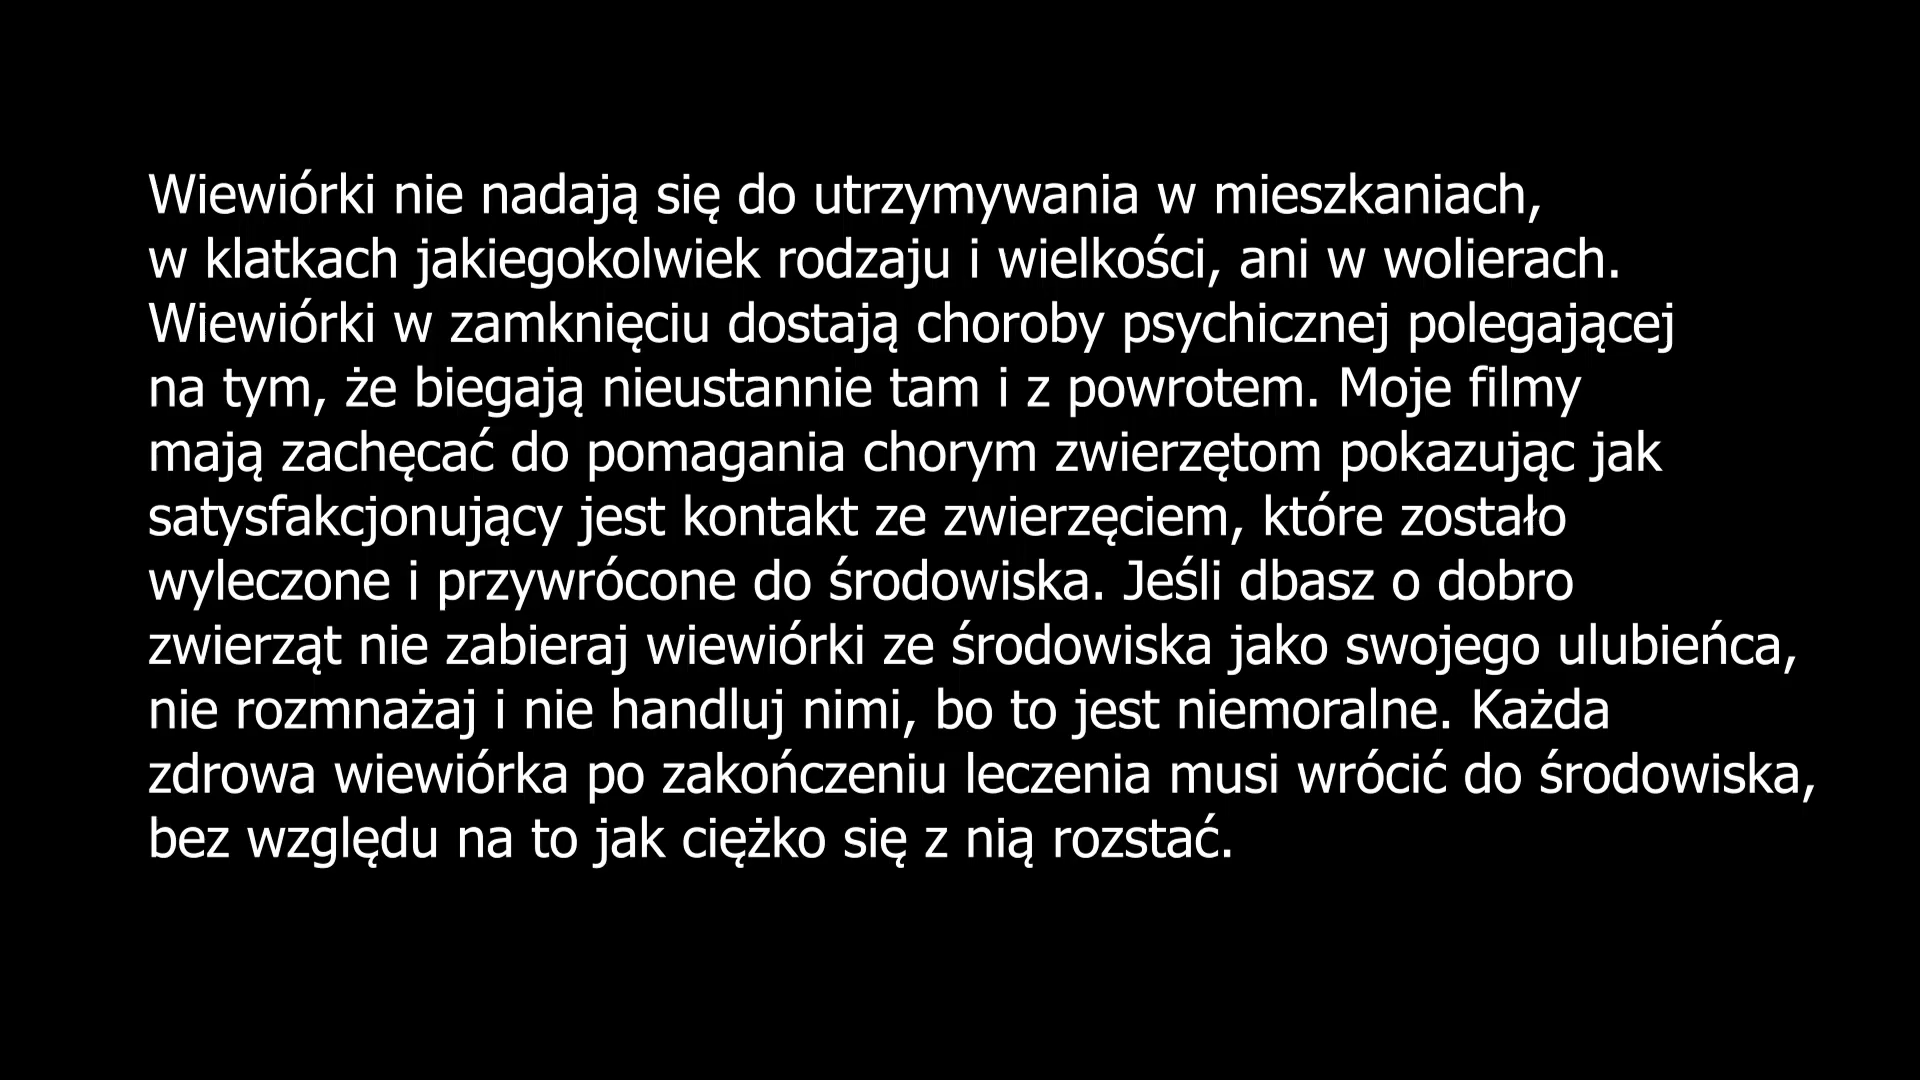 Wiewiórki nie nadają się do utrzymywania w mieszkaniach,
w klatkach jakiegokolwiek rodzaju i wielkości, ani w wolierach.
Wiewiórki w zamknięciu dostają choroby psychicznej polegającej
na tym, że biegają nieustannie tam i z powrotem. Moje filmy
mają zachęcać do pomagania chorym zwierzętom pokazując jak
satysfakcjonujący jest kontakt ze zwierzęciem, które zostało
wyleczone i przywrócone do środowiska. Jeśli dbasz o dobro
zwierząt nie zabieraj wiewiórki ze środowiska jako swojego ulubieńca,
nie rozmnażaj i nie handluj nimi, bo to jest niemoralne. Każda
zdrowa wiewiórka po zakończeniu leczenia musi wrócić do środowiska,
bez względu na to jak ciężko się z nią rozstać.